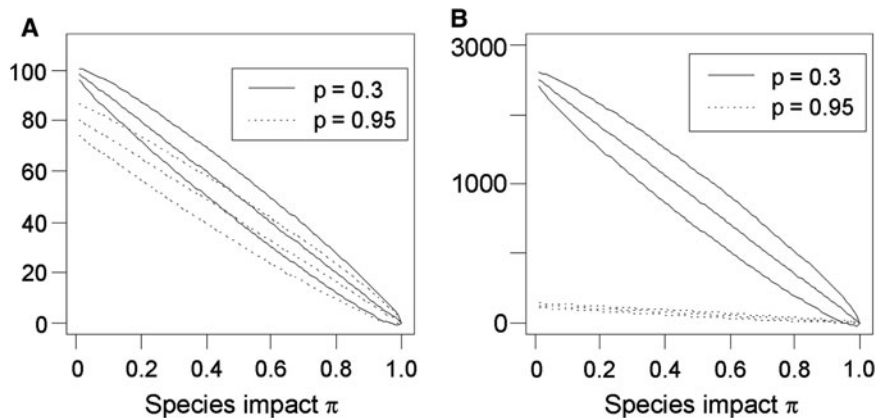 A
100
80
60
40
20
0
p = 0.3
p = 0.95
0 0.2 0.4 0.6 0.8 1.0
Species impact π
B
3000
1000
0
p = 0.3
p = 0.95
0 0.2 0.4 0.6 0.8 1.0
Species impact π